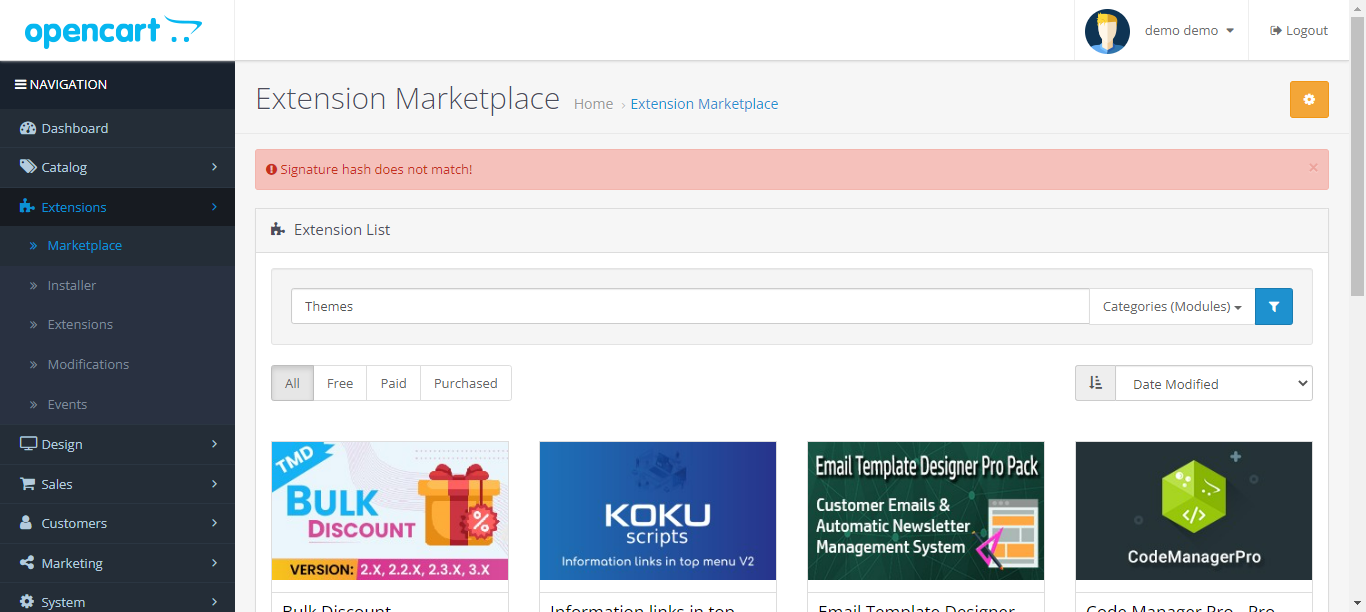 opencart
demo demo
Logout
NAVIGATION
Dashboard
Catalog
Extensions
Marketplace
Installer
Extensions
Modifications
Events
Design
Sales
Customers
Marketing
System
Extension Marketplace
Home › Extension Marketplace
Signature hash does not match!
×
Extension List
Themes
Categories (Modules)
All Free Paid Purchased
Date Modified
TMD
BULK
DISCOUNT
VERSION: 2.X, 2.2.X, 2.3.X, 3.X
KOKU
scripts
Information links in top menu V2
Email Template Designer Pro Pack
Customer Emails &
Automatic Newsletter
Management System
CodeManagerPro
Bulk Discount
Information links in top
Email Template Designer
Code Manager Pro - Pro